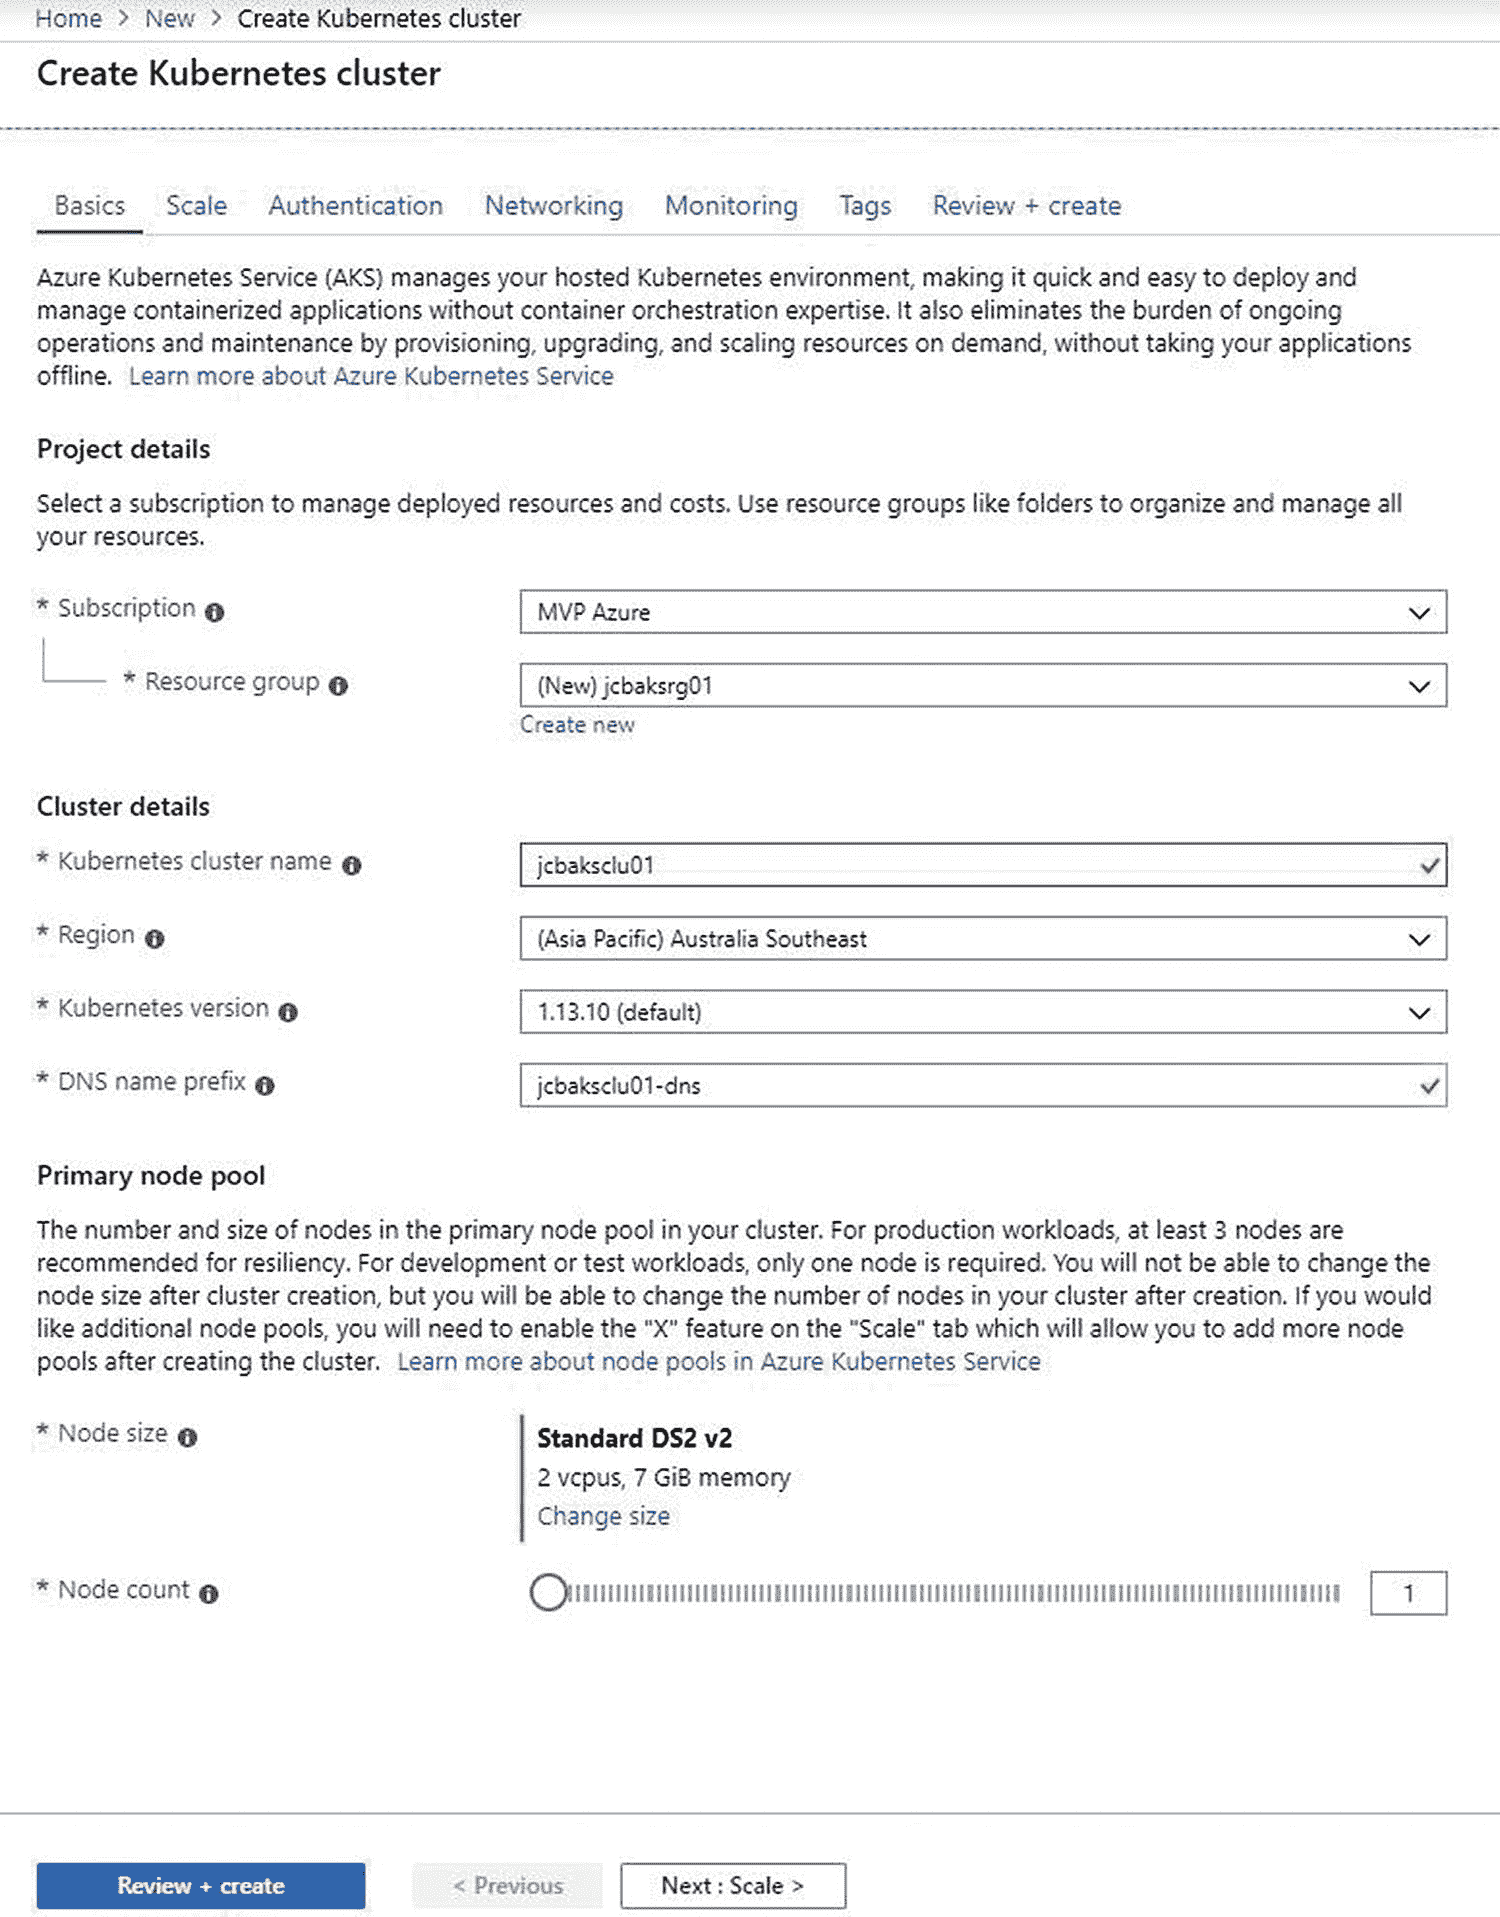 Home > New > Create Kubernetes cluster
Create Kubernetes cluster
Basics Scale Authentication Networking Monitoring Tags Review + create
Azure Kubernetes Service (AKS) manages your hosted Kubernetes environment, making it quick and easy to deploy and
manage containerized applications without container orchestration expertise. It also eliminates the burden of ongoing
operations and maintenance by provisioning, upgrading, and scaling resources on demand, without taking your applications
offline. Learn more about Azure Kubernetes Service
Project details
Select a subscription to manage deployed resources and costs. Use resource groups like folders to organize and manage all
your resources.
* Subscription MVP Azure
* Resource group (New) jcbaksrg01
Create new
Cluster details
* Kubernetes cluster name jcbaksclu01
* Region (Asia Pacific) Australia Southeast
* Kubernetes version 1.13.10 (default)
* DNS name prefix jcbaksclu01-dns
Primary node pool
The number and size of nodes in the primary node pool in your cluster. For production workloads, at least 3 nodes are
recommended for resiliency. For development or test workloads, only one node is required. You will not be able to change the
node size after cluster creation, but you will be able to change the number of nodes in your cluster after creation. If you would
like additional node pools, you will need to enable the "X" feature on the "Scale" tab which will allow you to add more node
pools after creating the cluster. Learn more about node pools in Azure Kubernetes Service
* Node size Standard DS2 v2
2 vcpus, 7 GiB memory
Change size
* Node count 1
Review + create < Previous Next : Scale >